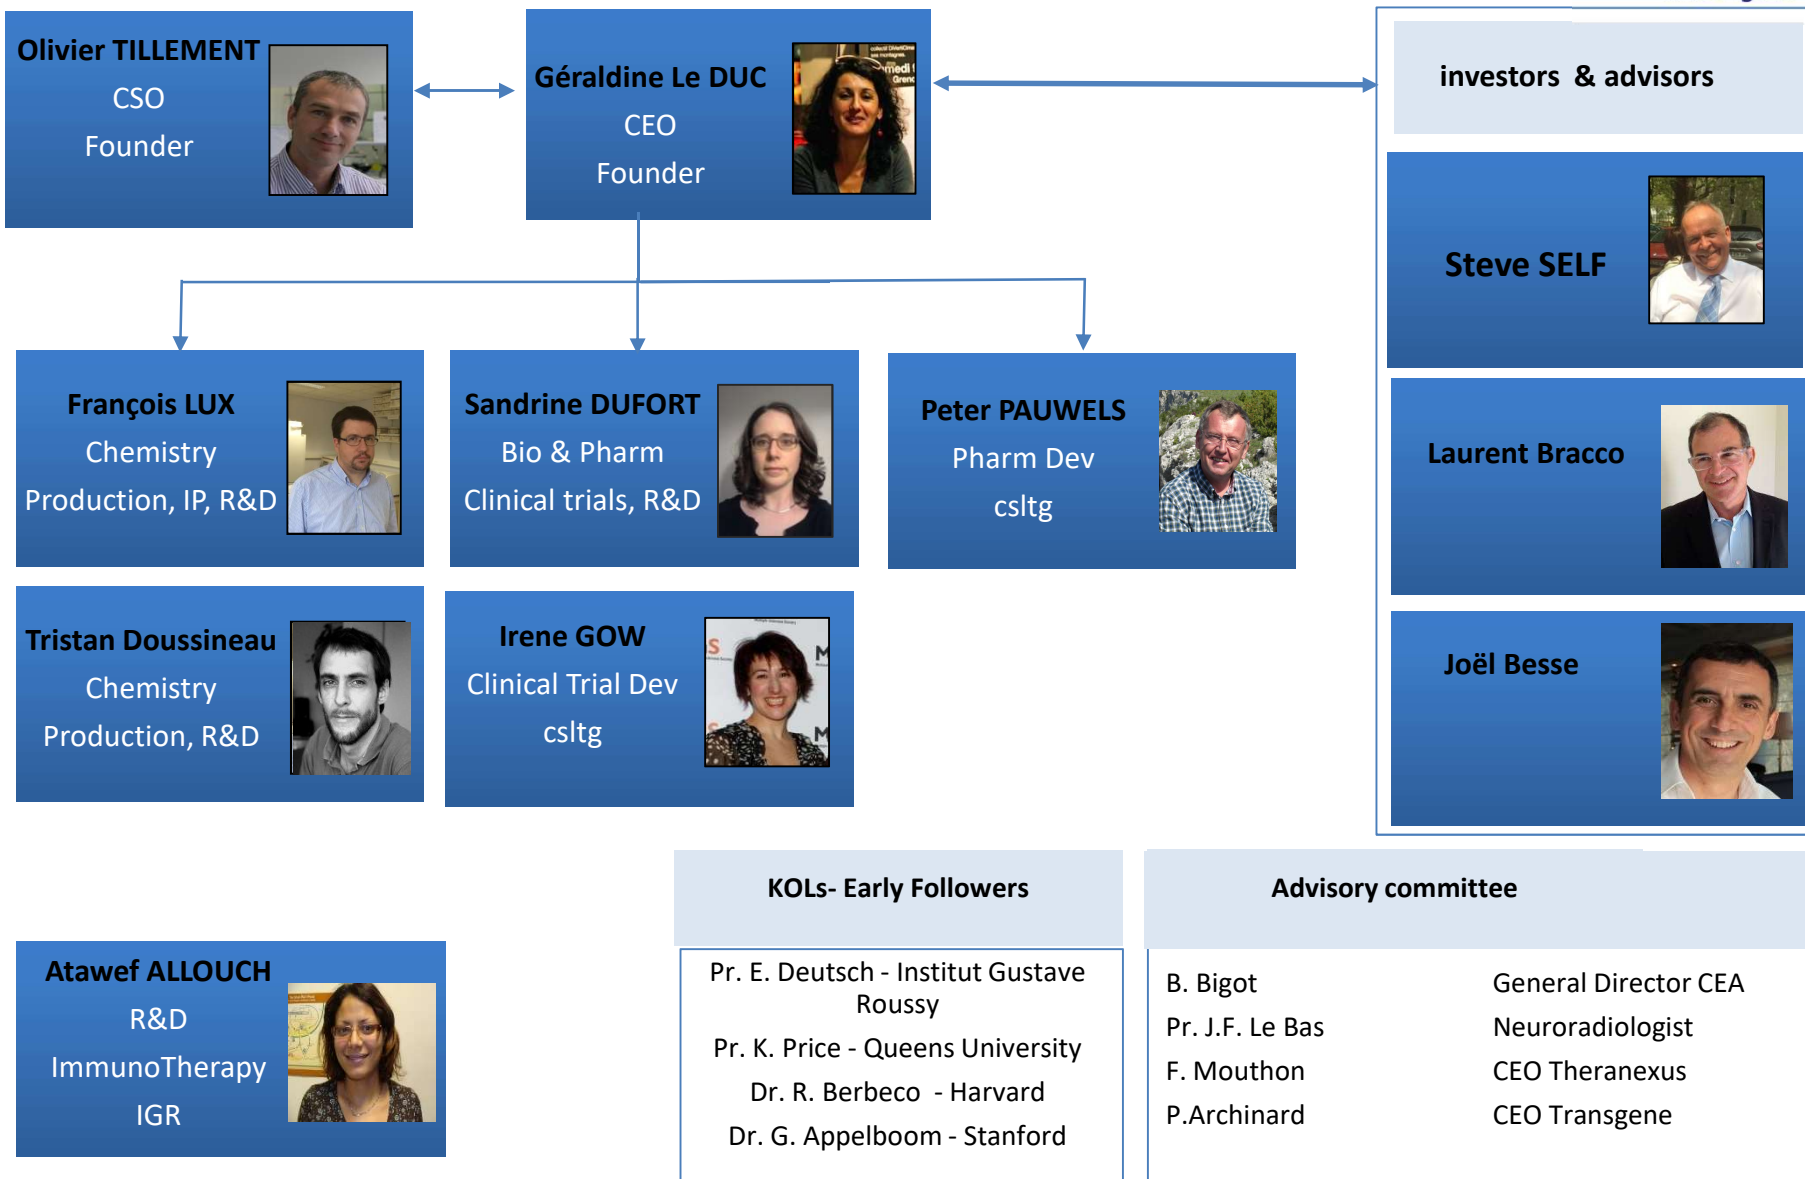 Olivier TILLEMENT
CSO
Founder
Géraldine Le DUC
CEO
Founder
investors & advisors
Steve SELF
Laurent Bracco
Joël Besse
François LUX
Chemistry
Production, IP, R&D
Sandrine DUFORT
Bio & Pharm
Clinical trials, R&D
Peter PAUWELS
Pharm Dev
csltg
Tristan Doussineau
Chemistry
Production, R&D
Irene GOW
Clinical Trial Dev
csltg
Atawef ALLOUCH
R&D
ImmunoTherapy
IGR
KOLs- Early Followers
Pr. E. Deutsch - Institut Gustave
Roussy
Pr. K. Price - Queens University
Dr. R. Berbeco - Harvard
Dr. G. Appelboom - Stanford
Advisory committee
B. Bigot General Director CEA
Pr. J.F. Le Bas Neuroradiologist
F. Mouthon CEO Theranexus
P.Archinard CEO Transgene